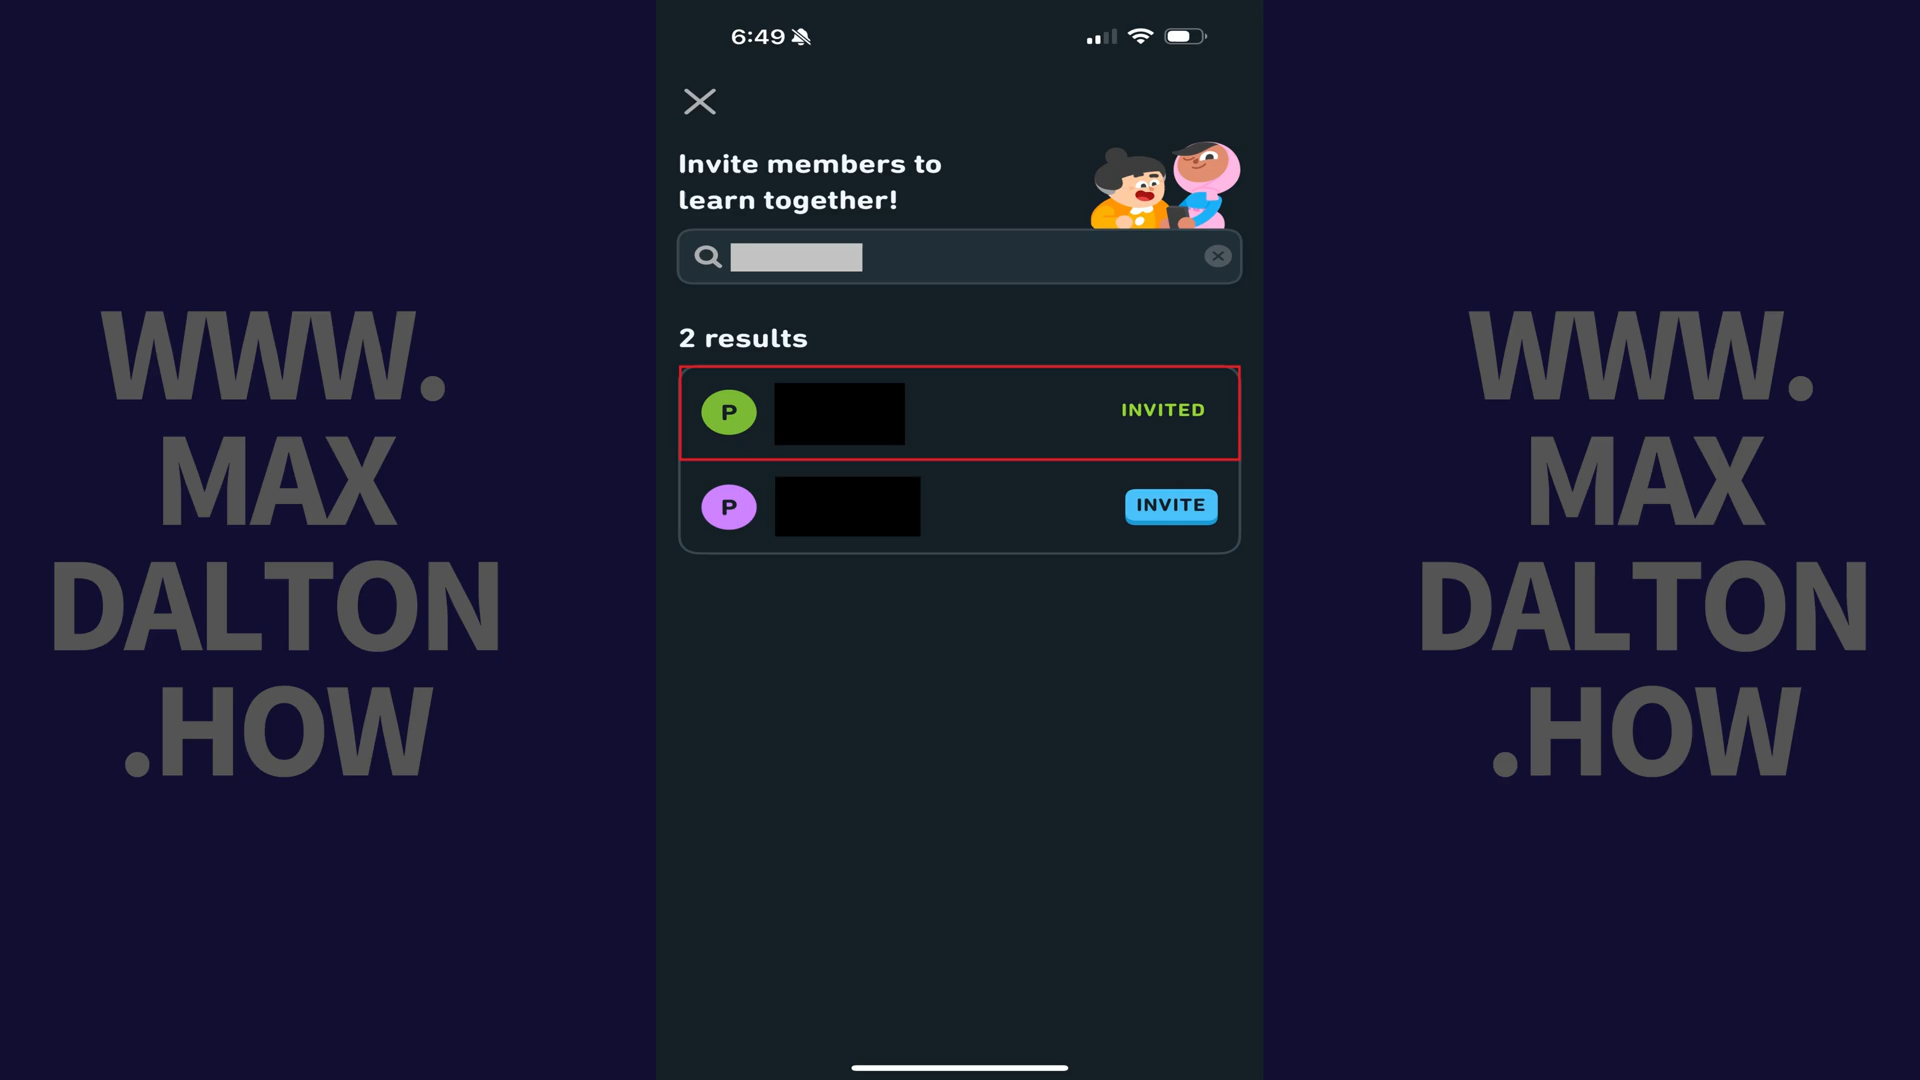 WWW.
MAX
DALTON
.HOW
6:49
Invite members to
learn together!
2 results
P
INVITED
P
INVITE
WWW.
MAX
DALTON
.HOW